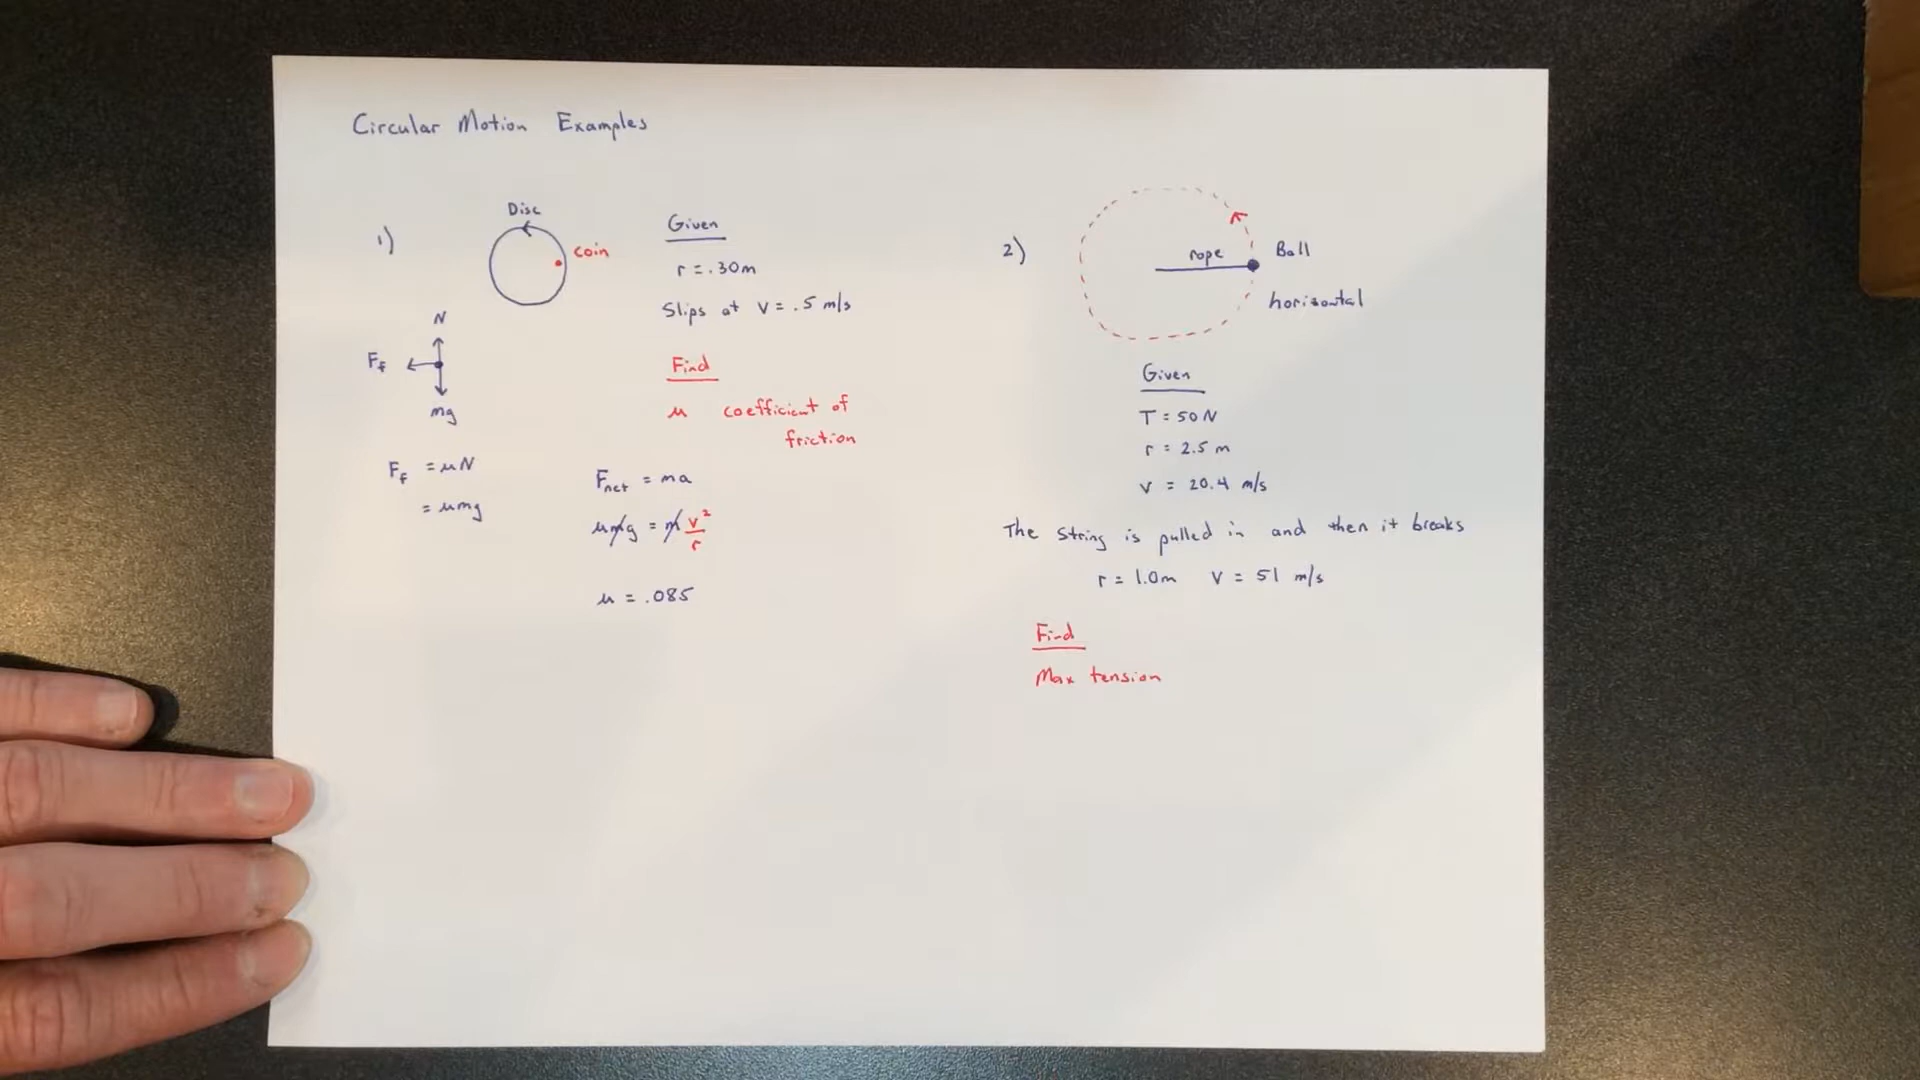 Circular Motion Examples
1)
Disc
coin
N
Ff
mg
Ff = μN
= μmg
Given
r = .30m
Slips at v = .5 m/s
Find
μ coefficient of
friction
Fnet = ma
μmg = m v²/r
μ = .085
2)
rope
Ball
horizontal
Given
T = 50 N
r = 2.5 m
v = 20.4 m/s
The string is pulled in and then it breaks
r = 1.0m v = 51 m/s
Find
Max tension